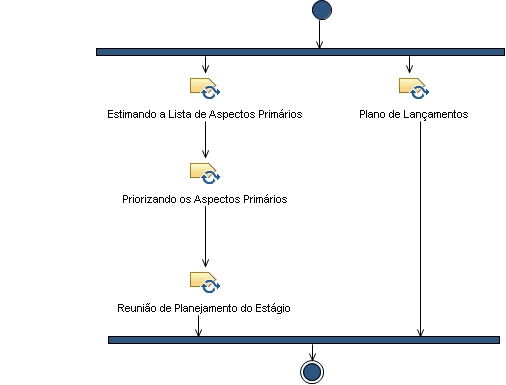 Estimando a Lista de Aspectos Primários
Plano de Lançamentos
Priorizando os Aspectos Primários
Reunião de Planejamento do Estágio